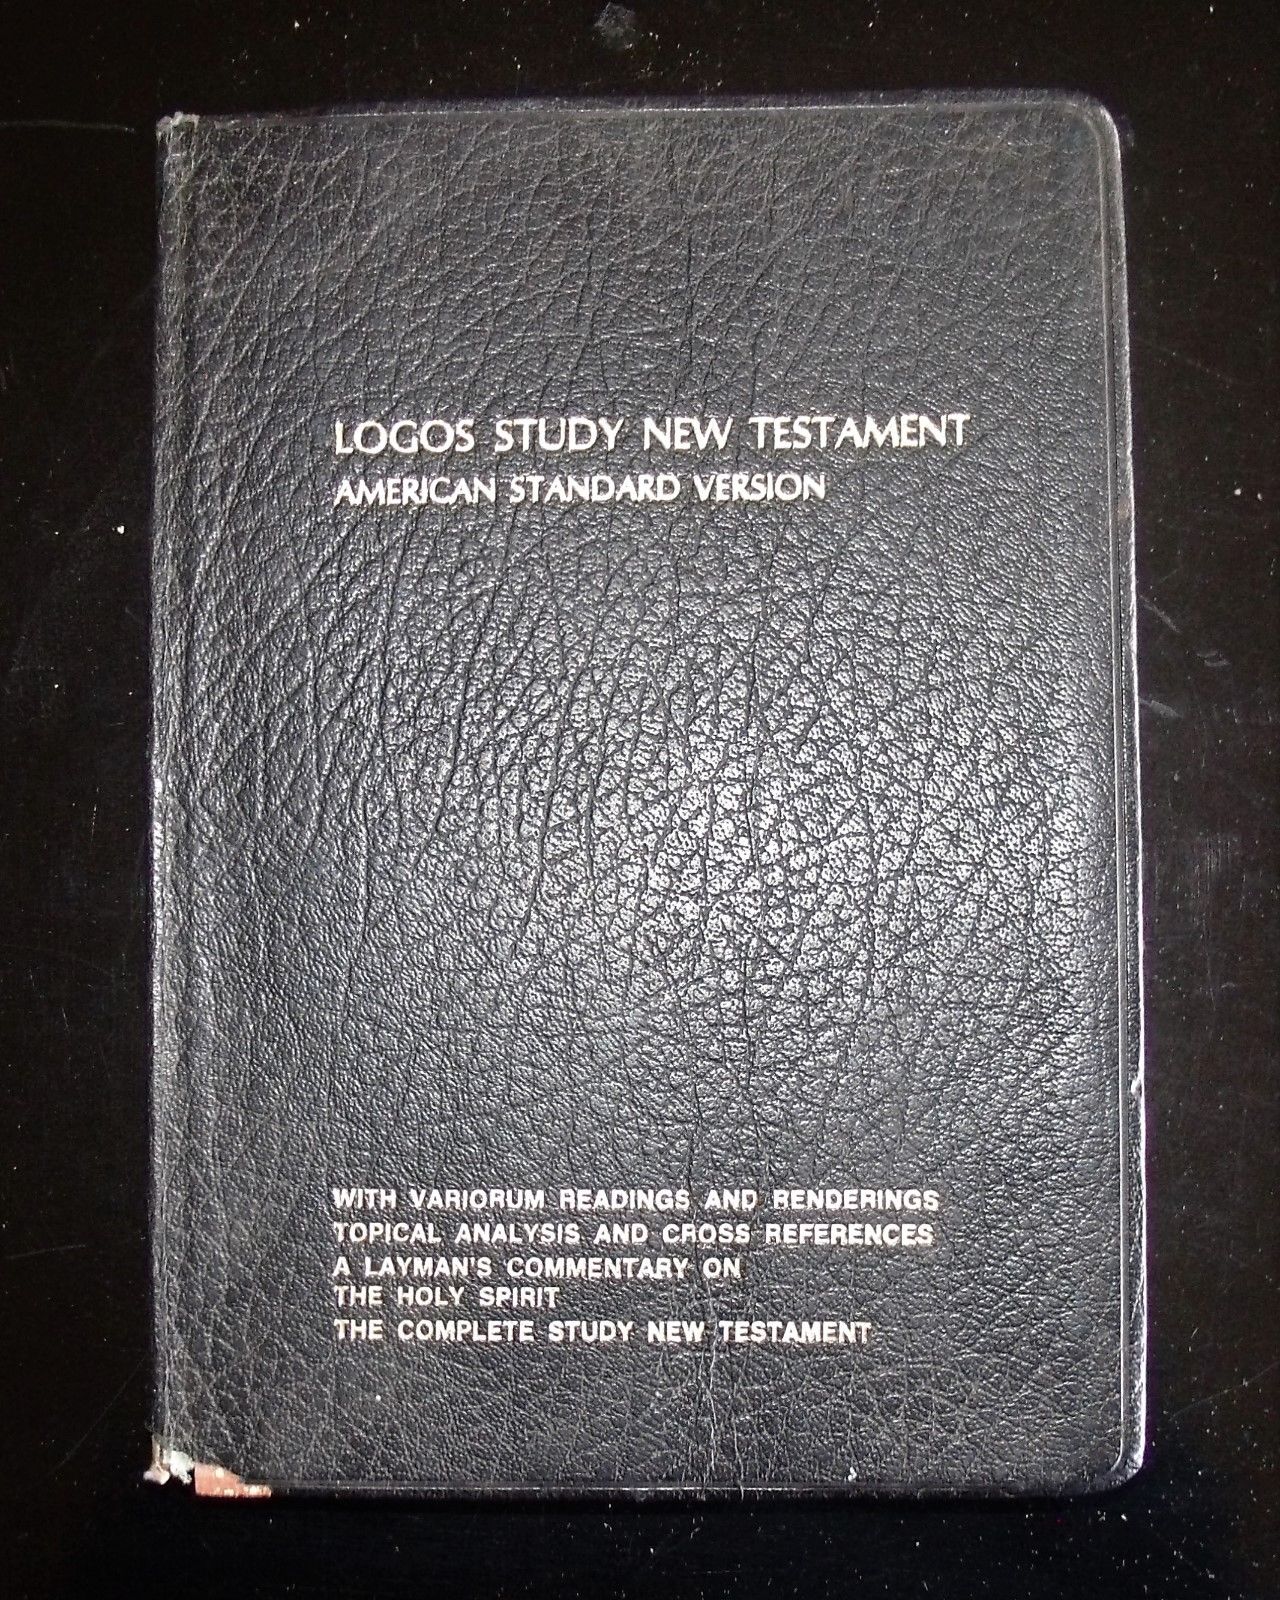 LOGOS STUDY NEW TESTAMENT
AMERICAN STANDARD VERSION
WITH VARIORUM READINGS AND RENDERINGS
TOPICAL ANALYSIS AND CROSS REFERENCES
A LAYMAN'S COMMENTARY ON
THE HOLY SPIRIT
THE COMPLETE STUDY NEW TESTAMENT